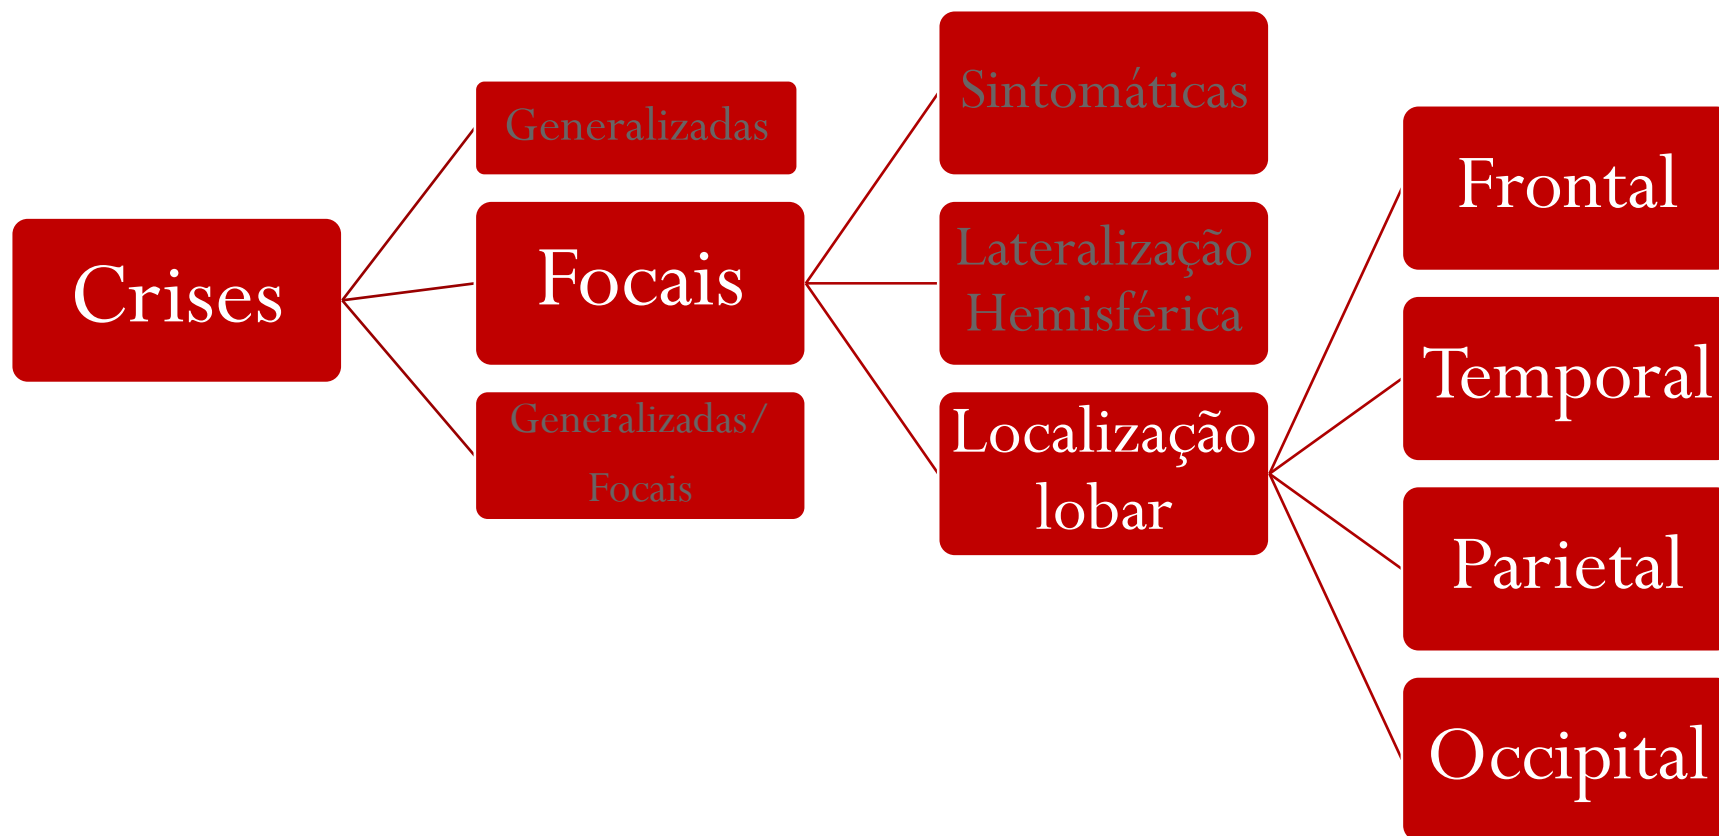 Crises
Generalizadas
Focais
Generalizadas/
Focais
Sintomáticas
Lateralização
Hemisférica
Localização
lobar
Frontal
Temporal
Parietal
Occipital